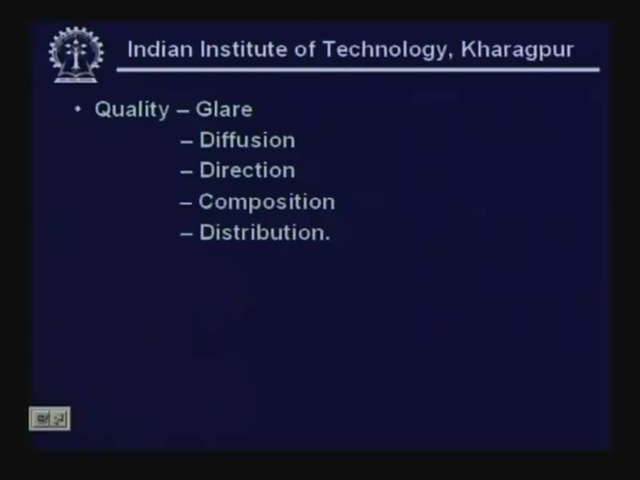 Indian Institute of Technology, Kharagpur
• Quality – Glare
– Diffusion
– Direction
– Composition
– Distribution.